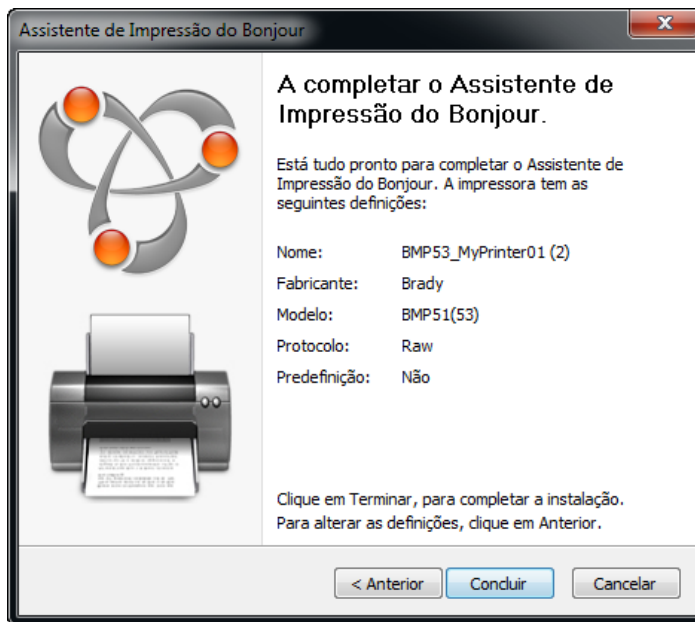 Assistente de Impressão do Bonjour
A completar o Assistente de
Impressão do Bonjour.
Está tudo pronto para completar o Assistente de
Impressão do Bonjour. A impressora tem as
seguintes definições:
Nome: BMP53_MyPrinter01 (2)
Fabricante: Brady
Modelo: BMP51(53)
Protocolo: Raw
Predefinição: Não
Clique em Terminar, para completar a instalação.
Para alterar as definições, clique em Anterior.
< Anterior Concluir Cancelar